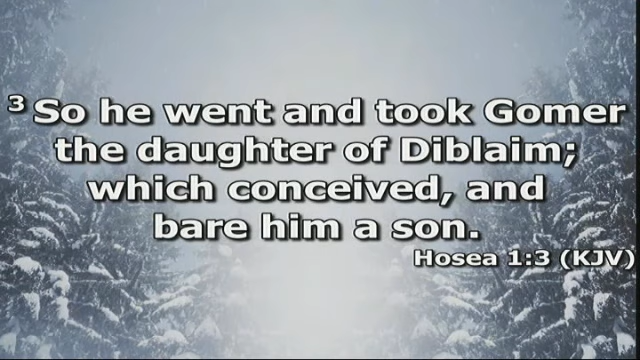 3 So he went and took Gomer
the daughter of Diblaim;
which conceived, and
bare him a son.
Hosea 1:3 (KJV)